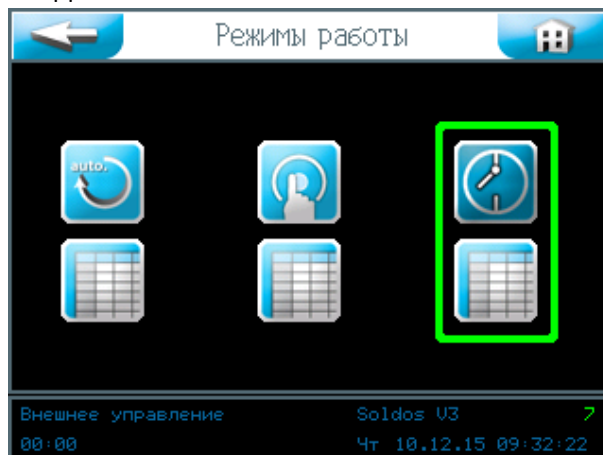 Режимы работы
auto.
Внешнее управление
Soldos V3
7
00:00
Чт 10.12.15 09:32:22